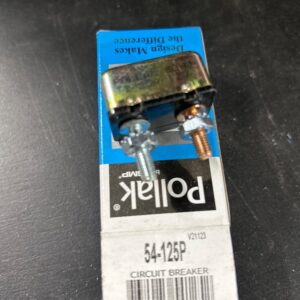 Design Makes
the Difference
Pollak®
V21123
54-125P
CIRCUIT BREAKER